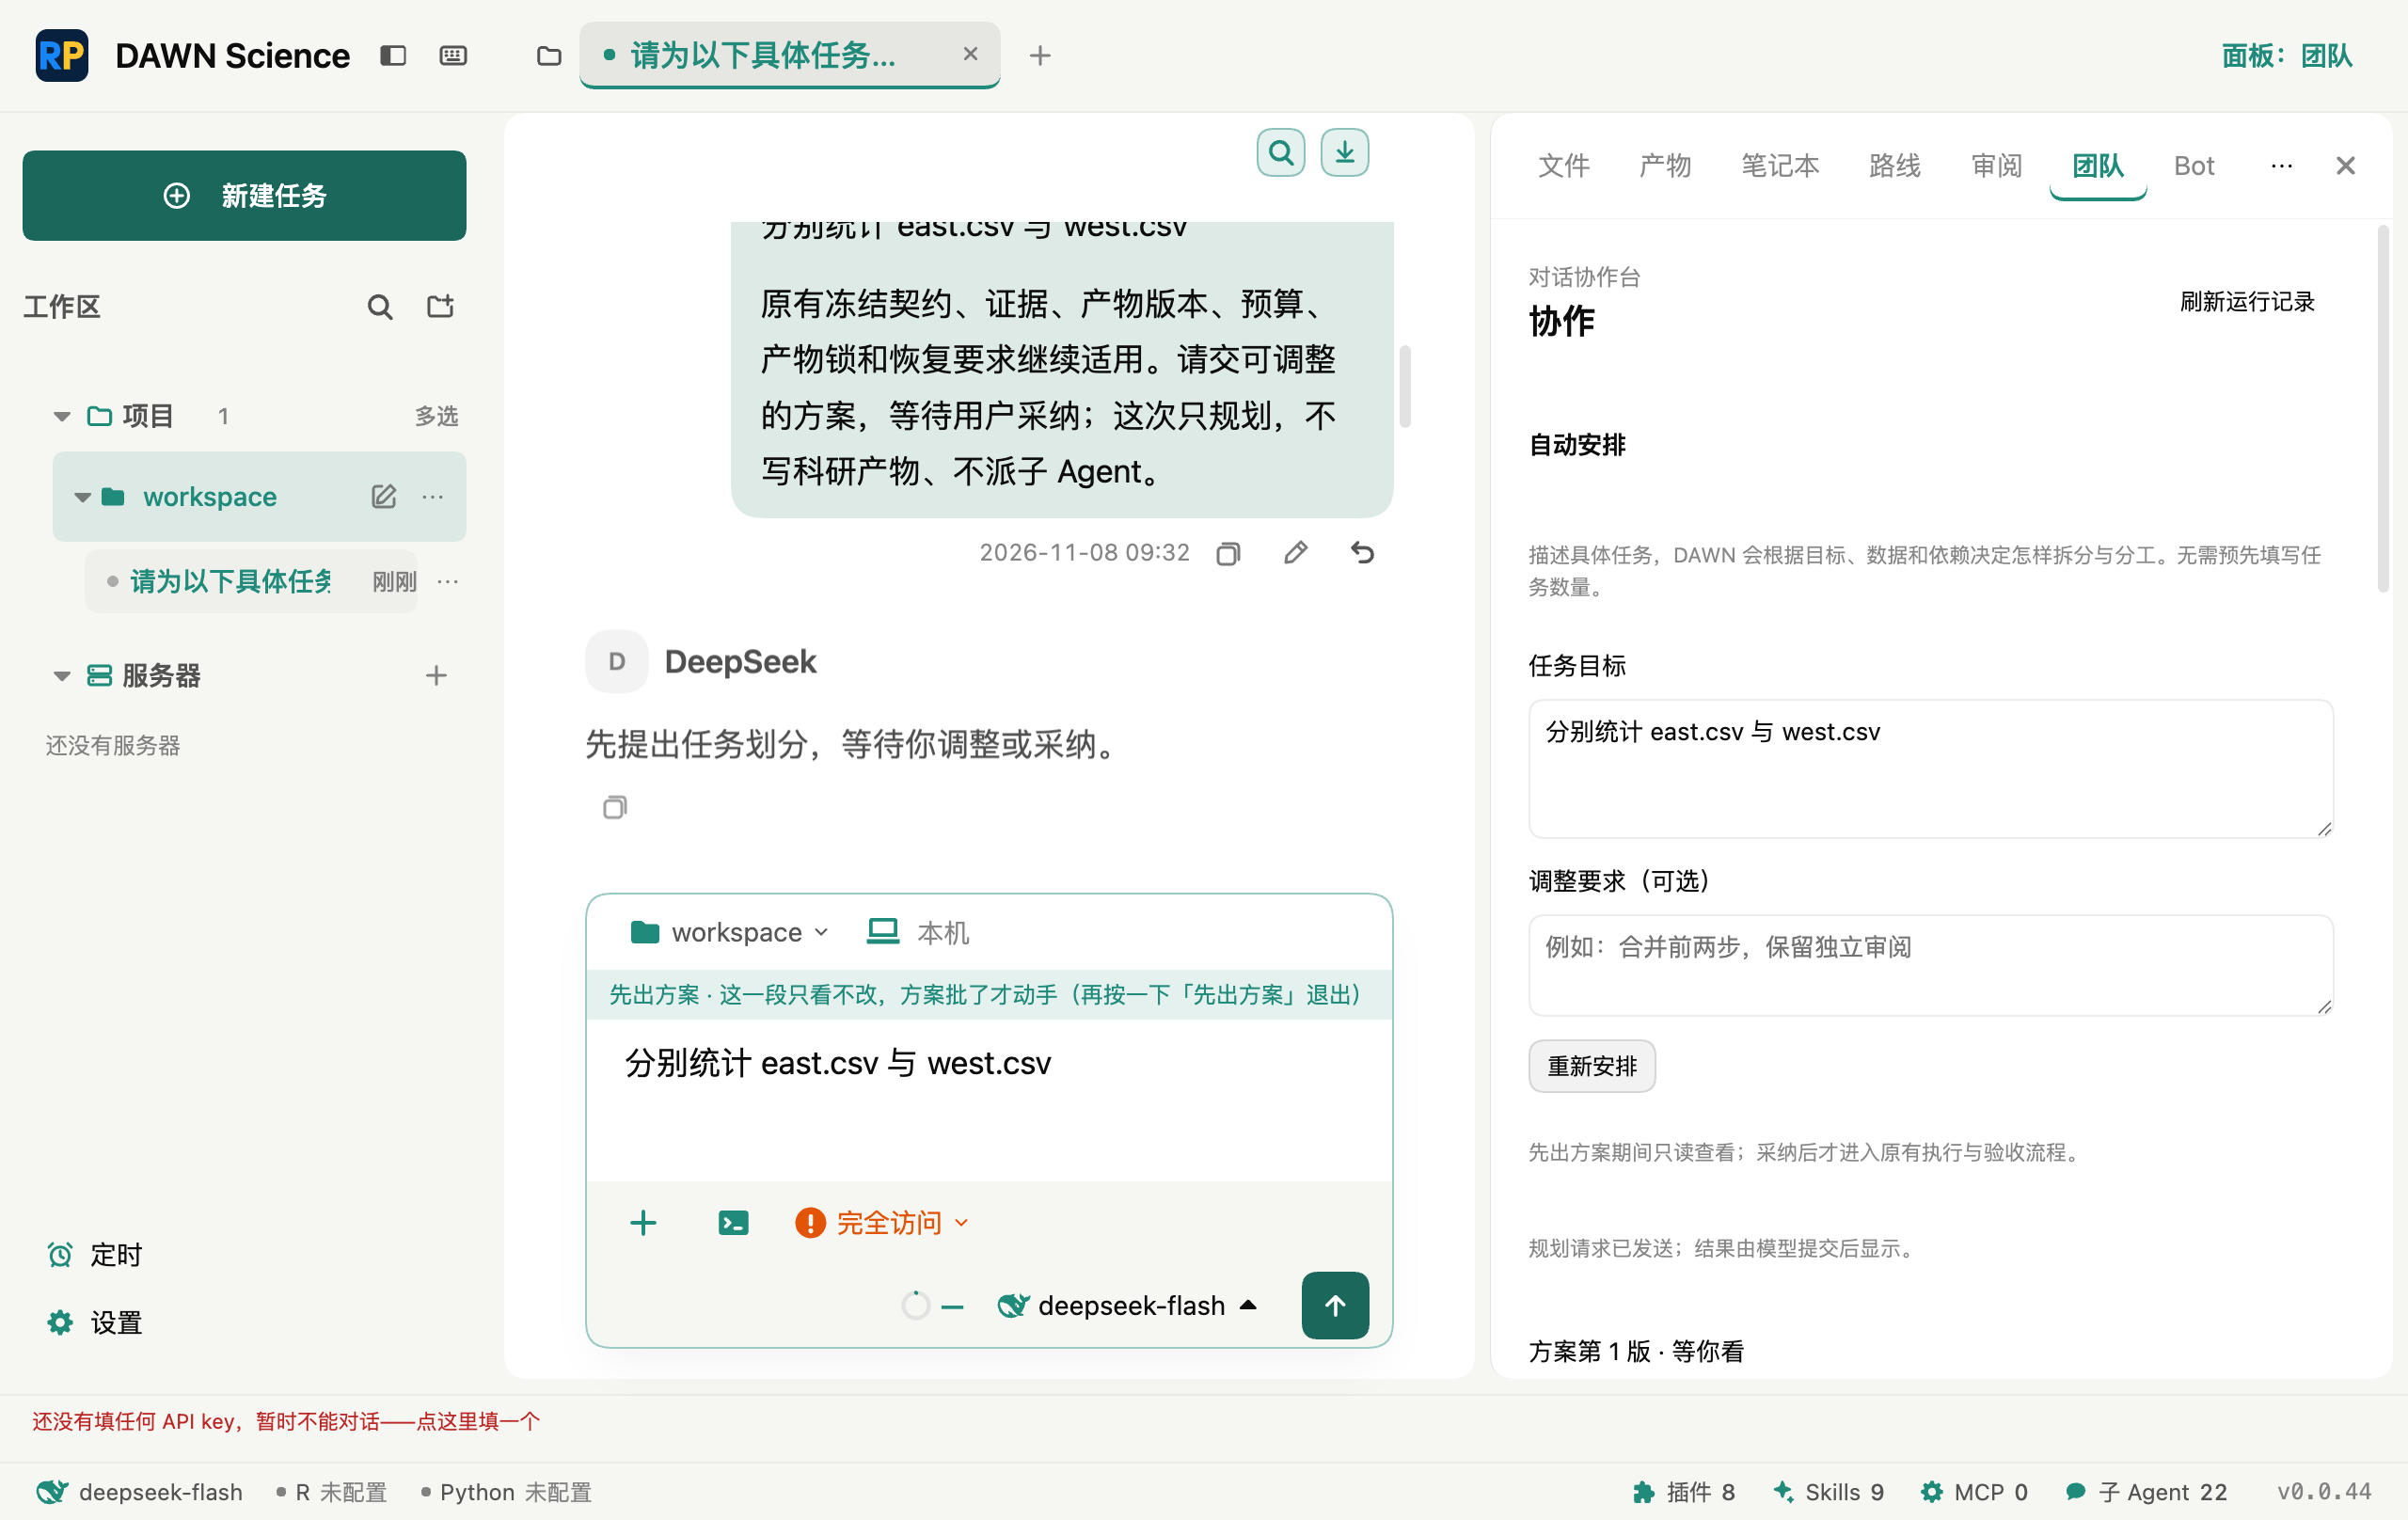 RP DAWN Science
请为以下具体任务...
面板：团队
新建任务
工作区
项目 1 多选
workspace
请为以下具体任务 刚刚
服务器
还没有服务器
定时
设置
分别统计 east.csv 与 west.csv
原有冻结契约、证据、产物版本、预算、
产物锁和恢复要求继续适用。请交可调整
的方案，等待用户采纳；这次只规划，不
写科研产物、不派子 Agent。
2026-11-08 09:32
D DeepSeek
先提出任务划分，等待你调整或采纳。
workspace 本机
先出方案 · 这一段只看不改，方案批了才动手（再按一下「先出方案」退出）
分别统计 east.csv 与 west.csv
完全访问
deepseek-flash
文件 产物 笔记本 路线 审阅 团队 Bot
对话协作台
协作
刷新运行记录
自动安排
描述具体任务，DAWN 会根据目标、数据和依赖决定怎样拆分与分工。无需预先填写任
务数量。
任务目标
分别统计 east.csv 与 west.csv
调整要求（可选）
例如：合并前两步，保留独立审阅
重新安排
先出方案期间只读查看；采纳后才进入原有执行与验收流程。
规划请求已发送；结果由模型提交后显示。
方案第 1 版 · 等你看
还没有填任何 API key，暂时不能对话——点这里填一个
deepseek-flash R 未配置 Python 未配置
插件 8 Skills 9 MCP 0 子 Agent 22 v0.0.44